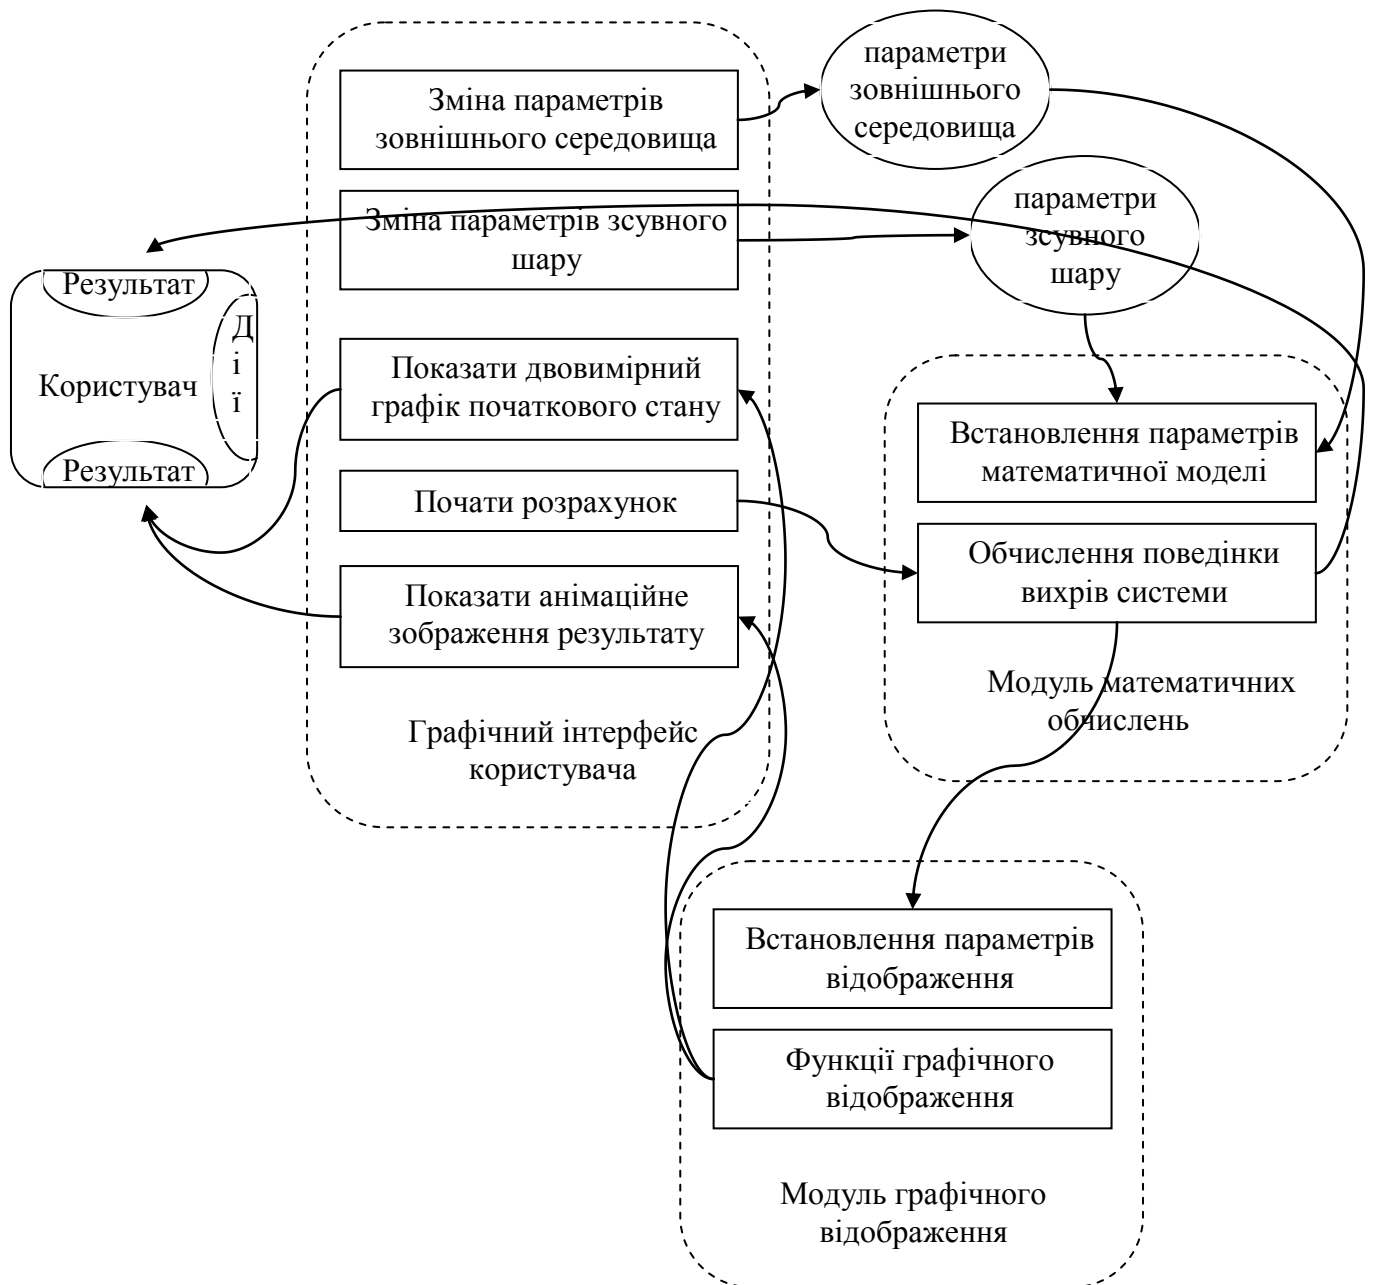 параметри
зовнішнього
середовища
Зміна параметрів
зовнішнього середовища
параметри
зсувного
шару
Зміна параметрів зсувного
шару
Результат
Д
і
ї
Користувач
Результат
Показати двовимірний
графік початкового стану
Почати розрахунок
Показати анімаційне
зображення результату
Графічний інтерфейс
користувача
Встановлення параметрів
математичної моделі
Обчислення поведінки
вихрів системи
Модуль математичних
обчислень
Встановлення параметрів
відображення
Функції графічного
відображення
Модуль графічного
відображення